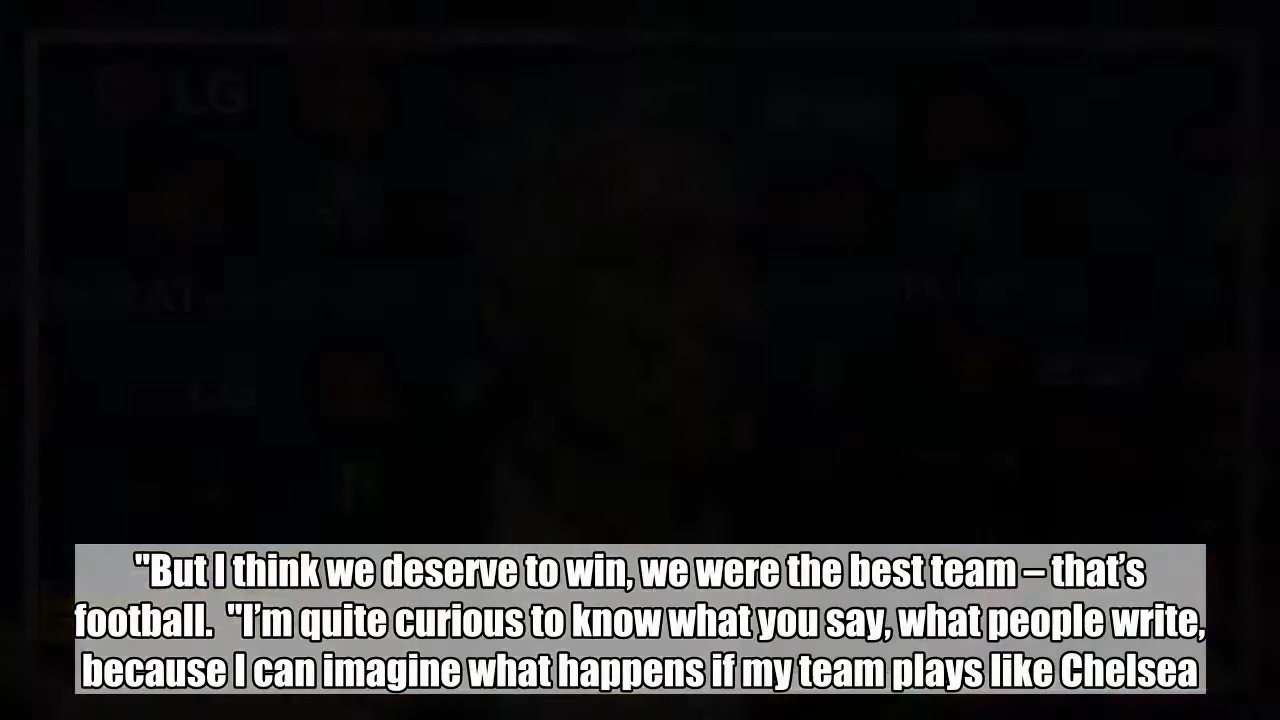 LG
"But I think we deserve to win, we were the best team – that’s
football.  "I’m quite curious to know what you say, what people write,
because I can imagine what happens if my team plays like Chelsea